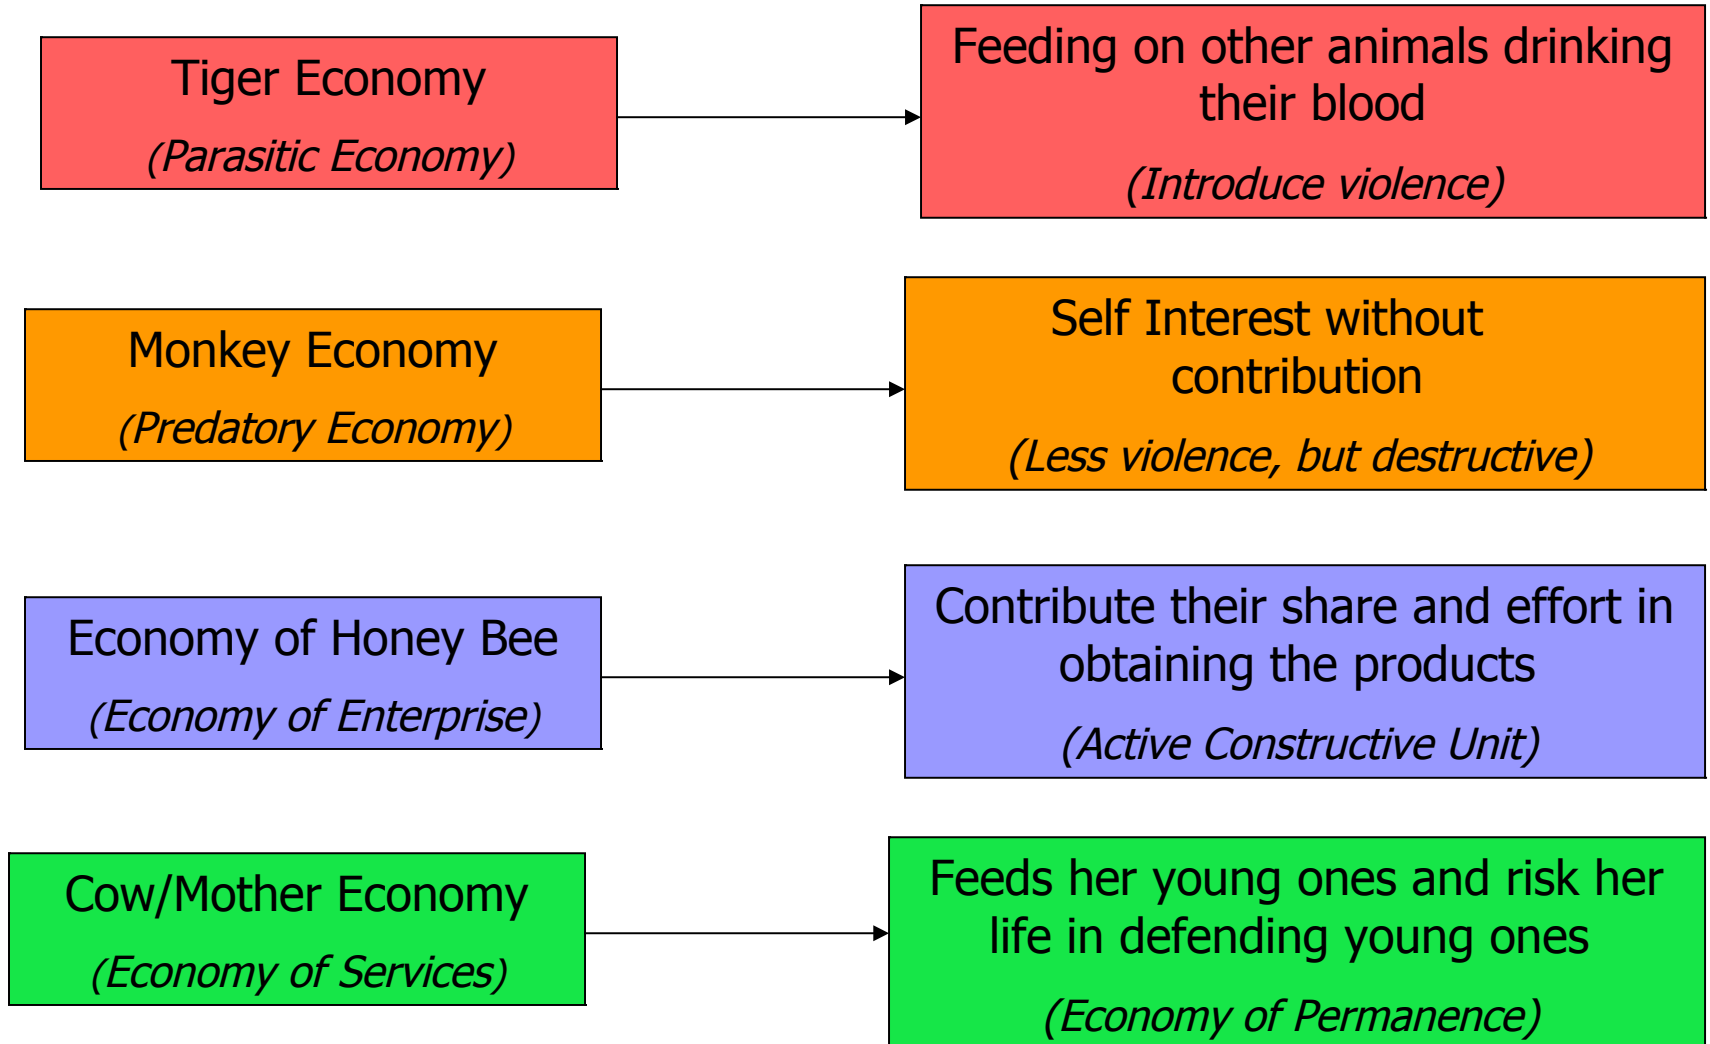 Tiger Economy
(Parasitic Economy)
Feeding on other animals drinking
their blood
(Introduce violence)
Monkey Economy
(Predatory Economy)
Self Interest without
contribution
(Less violence, but destructive)
Economy of Honey Bee
(Economy of Enterprise)
Contribute their share and effort in
obtaining the products
(Active Constructive Unit)
Cow/Mother Economy
(Economy of Services)
Feeds her young ones and risk her
life in defending young ones
(Economy of Permanence)